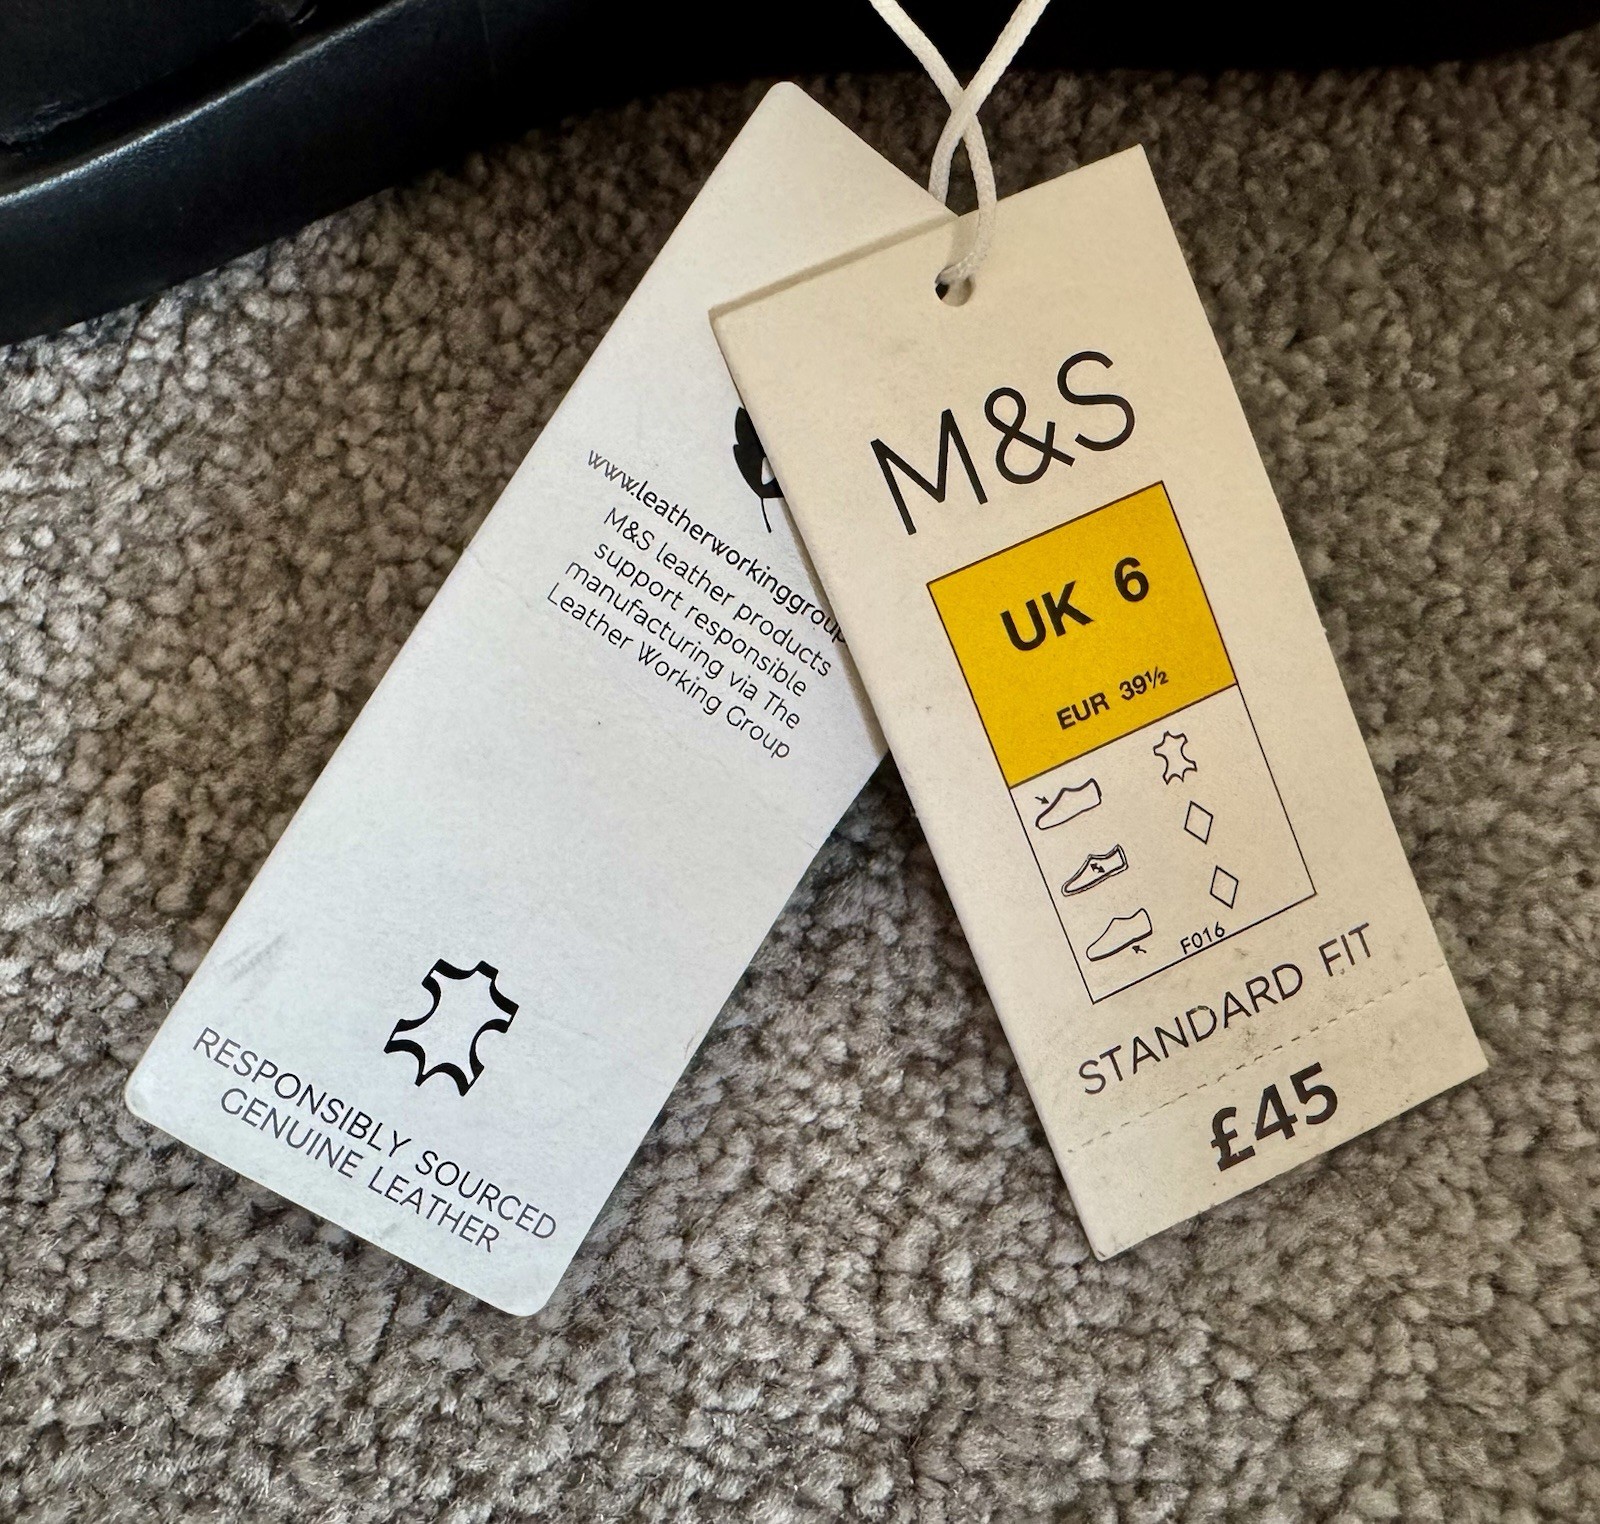 www.leatherworkinggroup
M&S leather products
support responsible
manufacturing via The
Leather Working Group
RESPONSIBLY SOURCED
GENUINE LEATHER
M&S
UK 6
EUR 39½
F016
STANDARD FIT
£45